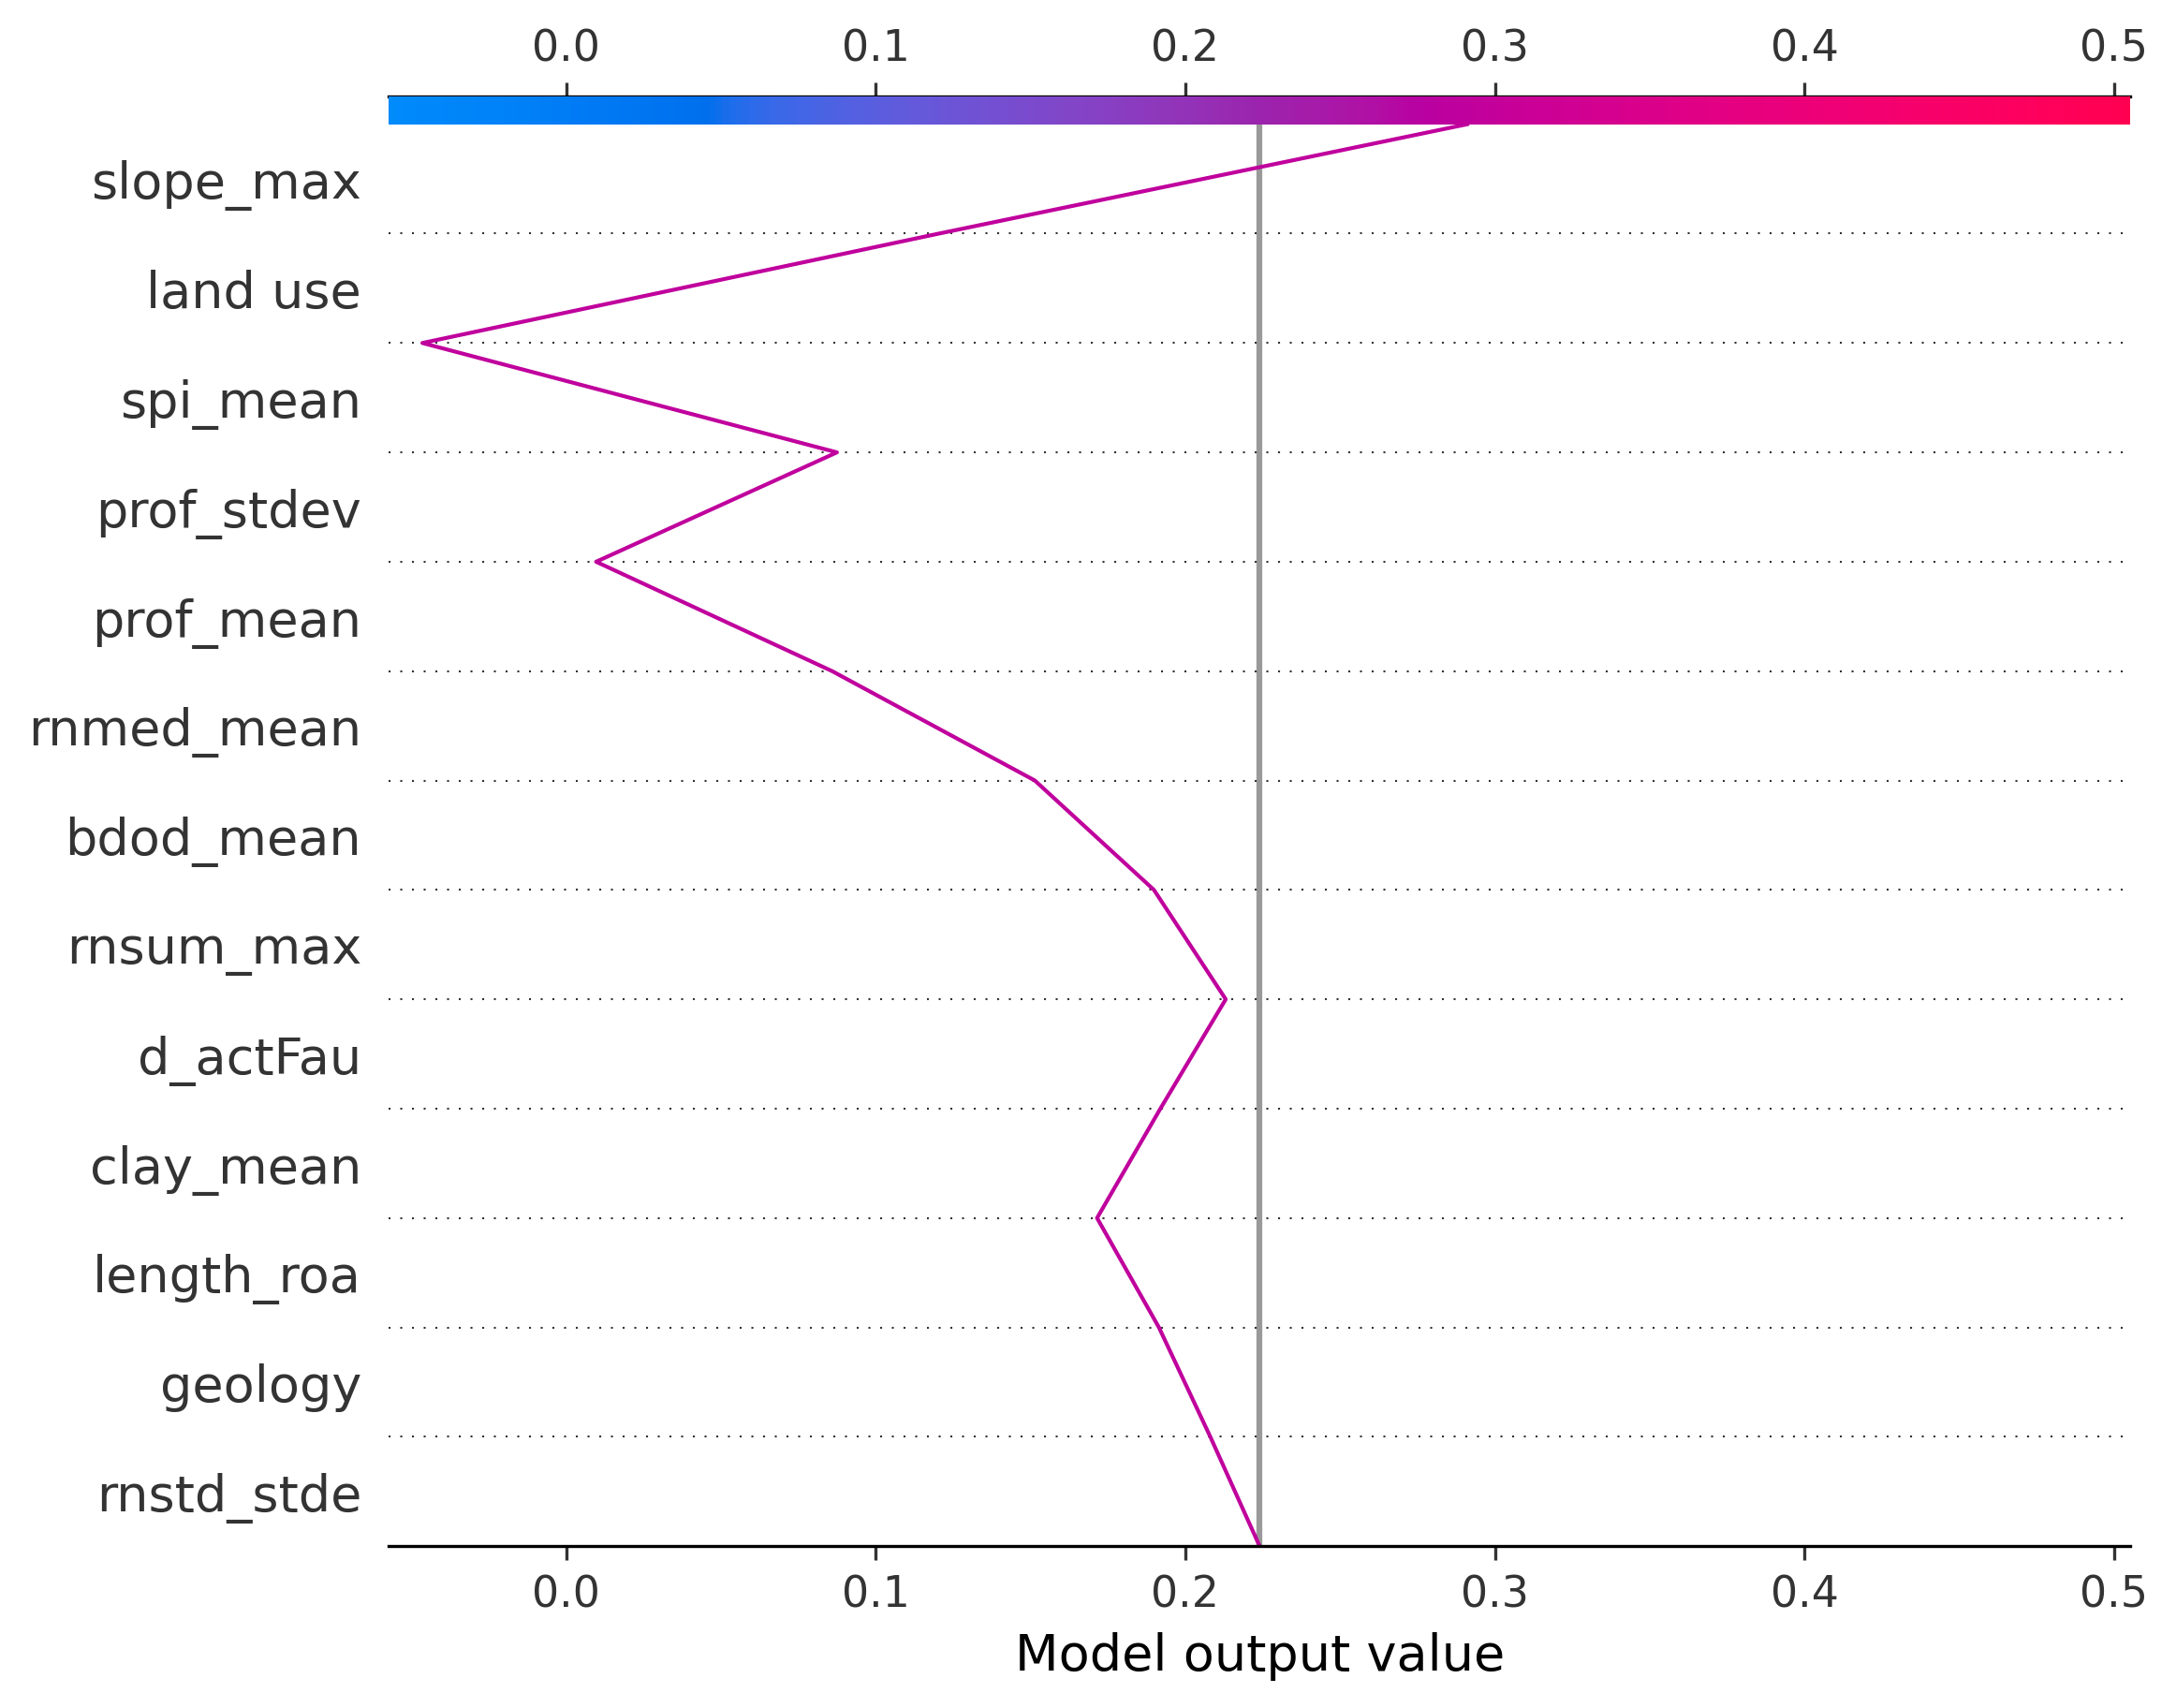 0.0 0.1 0.2 0.3 0.4 0.5
slope_max
land use
spi_mean
prof_stdev
prof_mean
rnmed_mean
bdod_mean
rnsum_max
d_actFau
clay_mean
length_roa
geology
rnstd_stde
0.0 0.1 0.2 0.3 0.4 0.5
Model output value